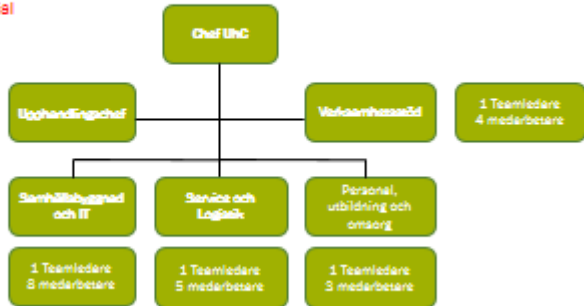 Chef UhC
Upphandlingschef
Verksamhetsstöd
1 Teamledare
4 medarbetare
Samhällsbyggnad
och IT
Service och
Logistik
Personal,
utbildning och
omsorg
1 Teamledare
8 medarbetare
1 Teamledare
5 medarbetare
1 Teamledare
3 medarbetare